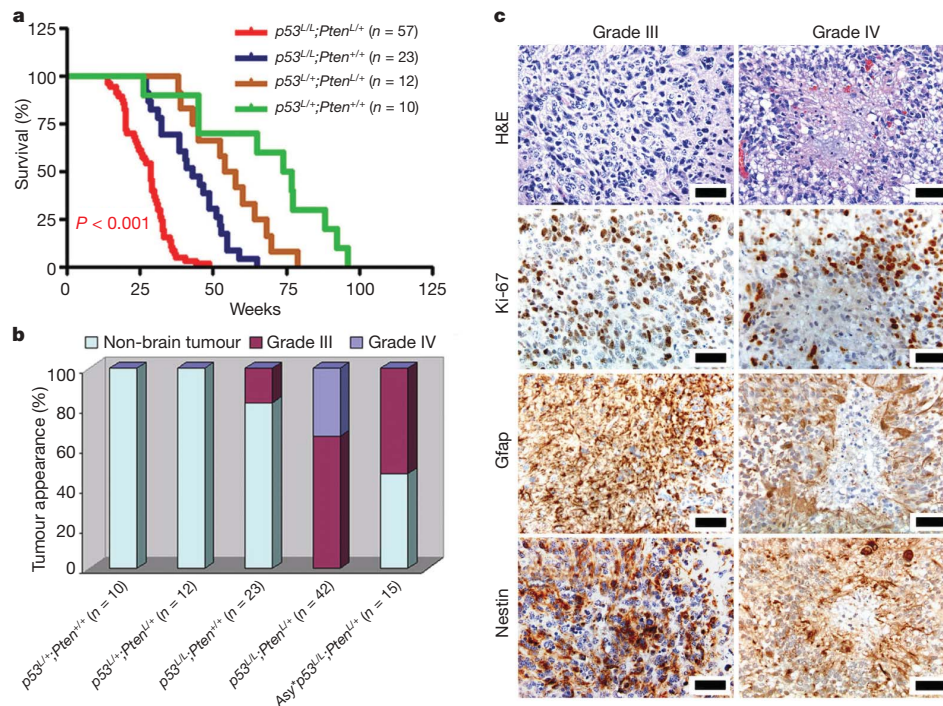 a
125
100
75
50
25
0
Survival (%)
0 25 50 75 100 125
Weeks
P < 0.001
p53L/L;PtenL/+ (n = 57)
p53L/L;Pten+/+ (n = 23)
p53L/+;PtenL/+ (n = 12)
p53L/+;Pten+/+ (n = 10)
b
Non-brain tumour Grade III Grade IV
100
80
60
40
20
0
Tumour appearance (%)
p53L/+;Pten+/+ (n = 10)
p53L/+;PtenL/+ (n = 12)
p53L/L;Pten+/+ (n = 23)
p53L/L;PtenL/+ (n = 42)
Asy*p53L/L;PtenL/+ (n = 15)
c
Grade III Grade IV
H&E
Ki-67
Gfap
Nestin